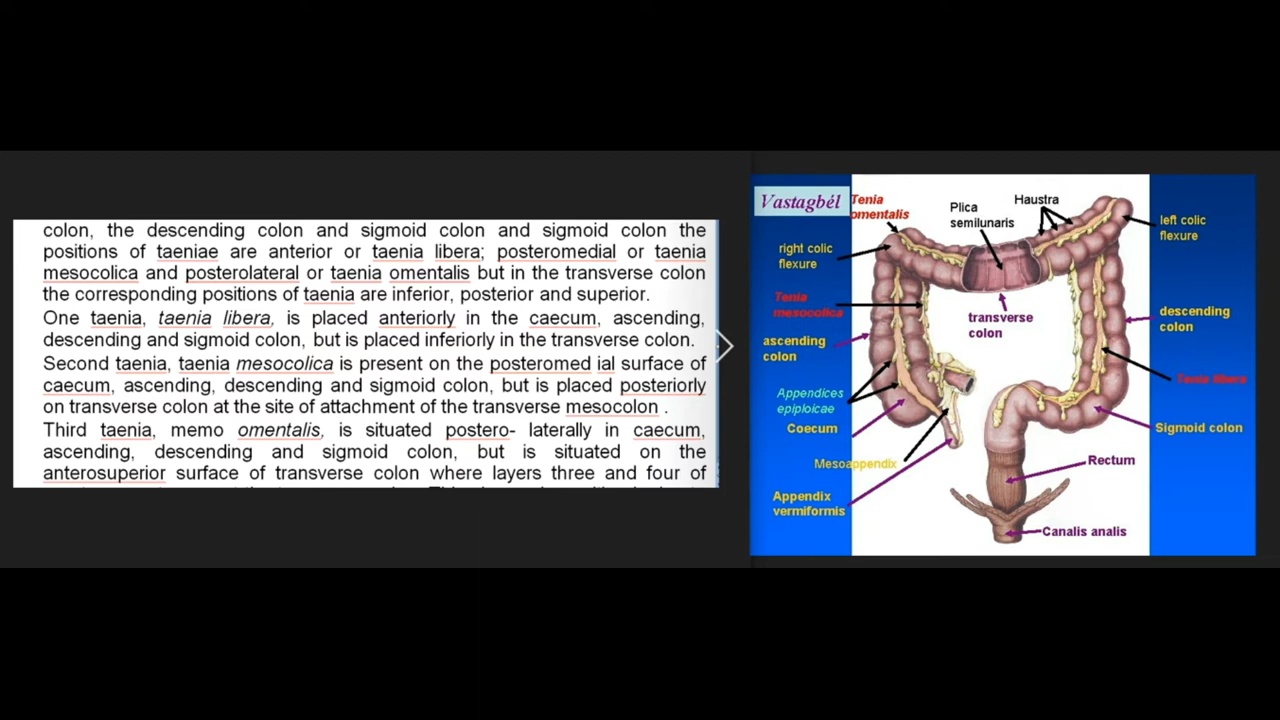 colon, the descending colon and sigmoid colon and sigmoid colon the
positions of taeniae are anterior or taenia libera; posteromedial or taenia
mesocolica and posterolateral or taenia omentalis but in the transverse colon
the corresponding positions of taenia are inferior, posterior and superior.
One taenia, taenia libera, is placed anteriorly in the caecum, ascending,
descending and sigmoid colon, but is placed inferiorly in the transverse colon.
Second taenia, taenia mesocolica is present on the posteromed ial surface of
caecum, ascending, descending and sigmoid colon, but is placed posteriorly
on transverse colon at the site of attachment of the transverse mesocolon .
Third taenia, memo omentalis, is situated postero- laterally in caecum,
ascending, descending and sigmoid colon, but is situated on the
anterosuperior surface of transverse colon where layers three and four of
Vastagbél
Tenia
omentalis
Plica
semilunaris
Haustra
left colic
flexure
right colic
flexure
Tenia
mesocolica
transverse
colon
descending
colon
ascending
colon
Tenia libera
Appendices
epiploicae
Coecum
Sigmoid colon
Mesoappendix
Rectum
Appendix
vermiformis
Canalis analis